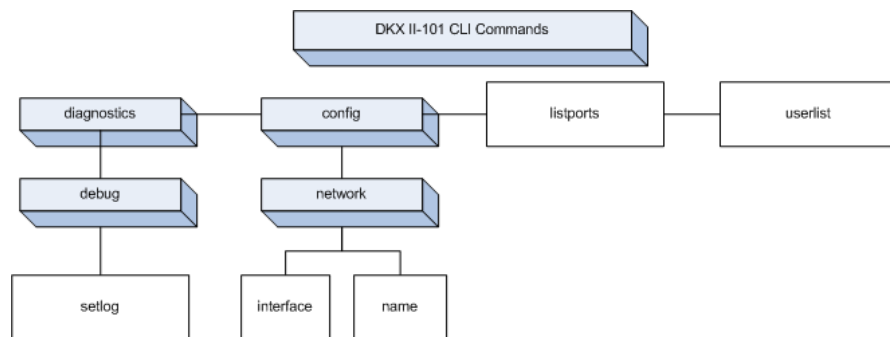 DKX II-101 CLI Commands
diagnostics
config
listports
userlist
debug
network
setlog
interface
name